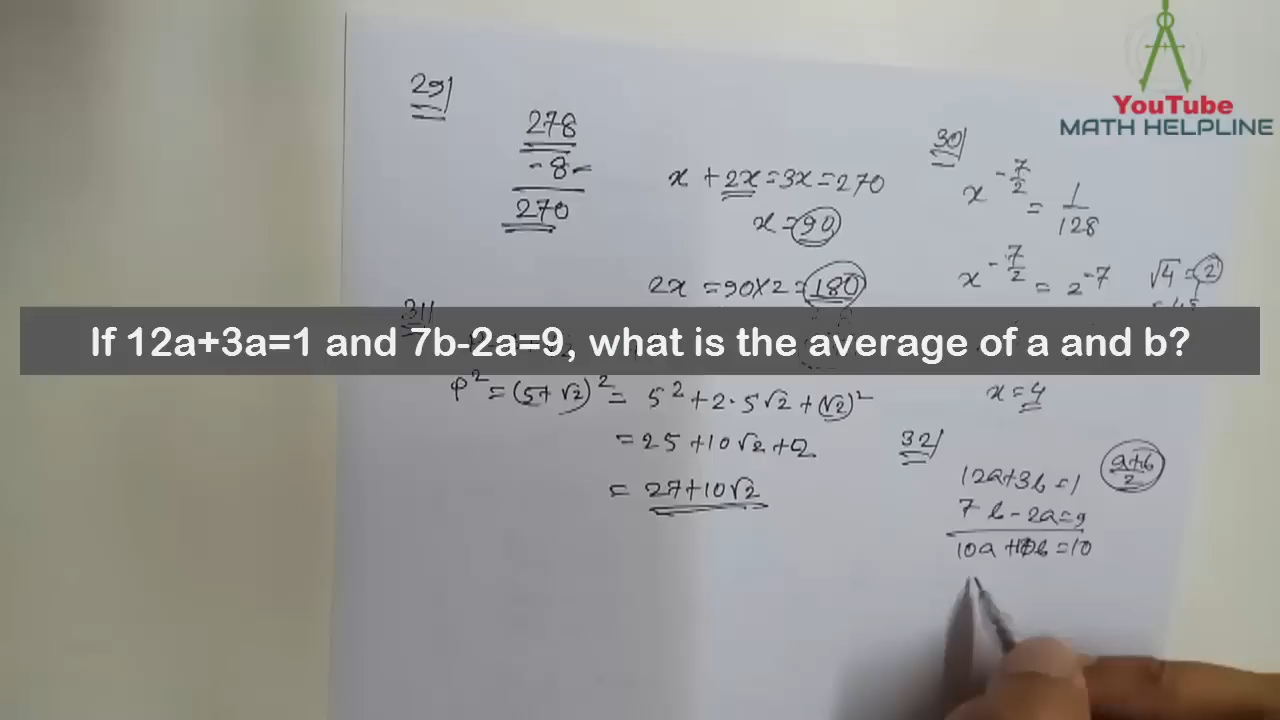 YouTube
MATH HELPLINE
29)
278
-8-
270
x + 2x = 3x = 270
x = 90
2x = 90×2 = 180
30)
x^-7/2 = 1/128
x^-7/2 = 2^-7
√4 = 2
31)
If 12a+3a=1 and 7b-2a=9, what is the average of a and b?
x = 4
P² = (5+√2)² = 5² + 2·5√2 + (√2)²
= 25 + 10√2 + 2
= 27+10√2
32)
12a+3b=1
a+b/2
7b-2a=9
10a+10b=10